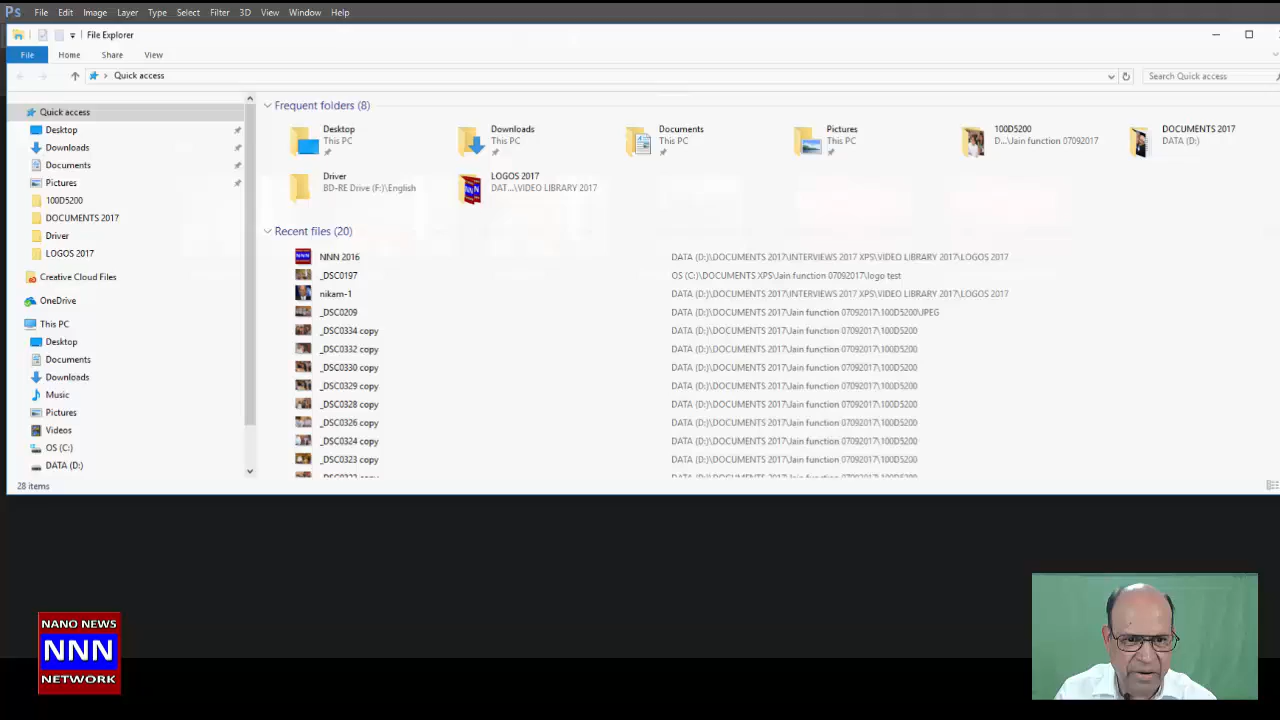 Ps File Edit Image Layer Type Select Filter 3D View Window Help
File Explorer
File Home Share View
Quick access
Search Quick access
Quick access
Desktop
Downloads
Documents
Pictures
100D5200
DOCUMENTS 2017
Driver
LOGOS 2017
Creative Cloud Files
OneDrive
This PC
Desktop
Documents
Downloads
Music
Pictures
Videos
OS (C:)
DATA (D:)
28 items
Frequent folders (8)
Desktop
This PC
Downloads
This PC
Documents
This PC
Pictures
This PC
100D5200
D...\Jain function 07092017
DOCUMENTS 2017
DATA (D:)
Driver
BD-RE Drive (F:)\English
LOGOS 2017
DAT...\VIDEO LIBRARY 2017
Recent files (20)
NNN 2016 DATA (D:)\DOCUMENTS 2017\INTERVIEWS 2017 XPS\VIDEO LIBRARY 2017\LOGOS 2017
_DSC0197 OS (C:)\DOCUMENTS XPS\Jain function 07092017\logo test
nikam-1 DATA (D:)\DOCUMENTS 2017\INTERVIEWS 2017 XPS\VIDEO LIBRARY 2017\LOGOS 2017
_DSC0209 DATA (D:)\DOCUMENTS 2017\Jain function 07092017\100D5200\JPEG
_DSC0334 copy DATA (D:)\DOCUMENTS 2017\Jain function 07092017\100D5200
_DSC0332 copy DATA (D:)\DOCUMENTS 2017\Jain function 07092017\100D5200
_DSC0330 copy DATA (D:)\DOCUMENTS 2017\Jain function 07092017\100D5200
_DSC0329 copy DATA (D:)\DOCUMENTS 2017\Jain function 07092017\100D5200
_DSC0328 copy DATA (D:)\DOCUMENTS 2017\Jain function 07092017\100D5200
_DSC0326 copy DATA (D:)\DOCUMENTS 2017\Jain function 07092017\100D5200
_DSC0324 copy DATA (D:)\DOCUMENTS 2017\Jain function 07092017\100D5200
_DSC0323 copy DATA (D:)\DOCUMENTS 2017\Jain function 07092017\100D5200
NANO NEWS
NNN
NETWORK